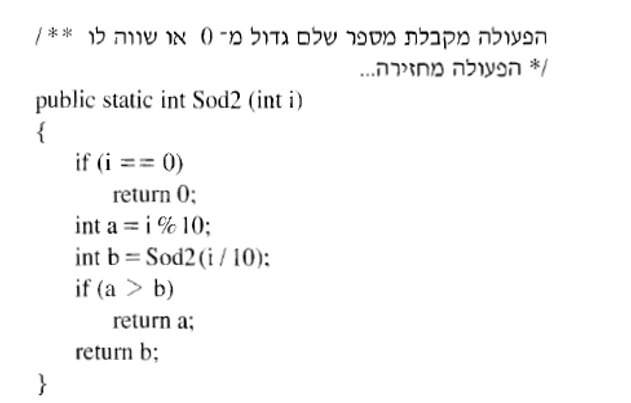 /** הפעולה מקבלת מספר שלם גדול מ-0 או שווה לו
הפעולה מחזירה... */
public static int Sod2 (int i)
{
if (i == 0)
return 0;
int a = i % 10;
int b = Sod2(i / 10);
if (a > b)
return a;
return b;
}